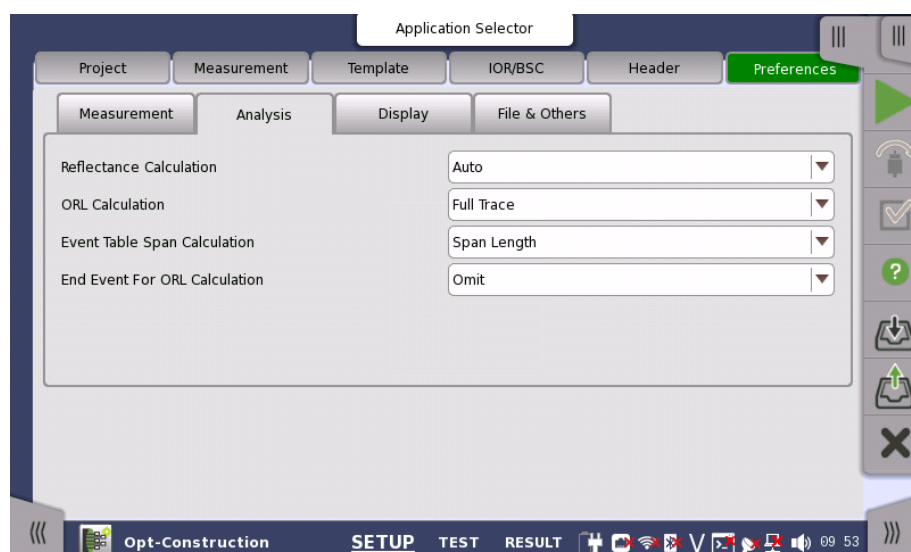 Application Selector
Project Measurement Template IOR/BSC Header Preferences
Measurement Analysis Display File & Others
Reflectance Calculation Auto
ORL Calculation Full Trace
Event Table Span Calculation Span Length
End Event For ORL Calculation Omit
Opt-Construction SETUP TEST RESULT V 09 53